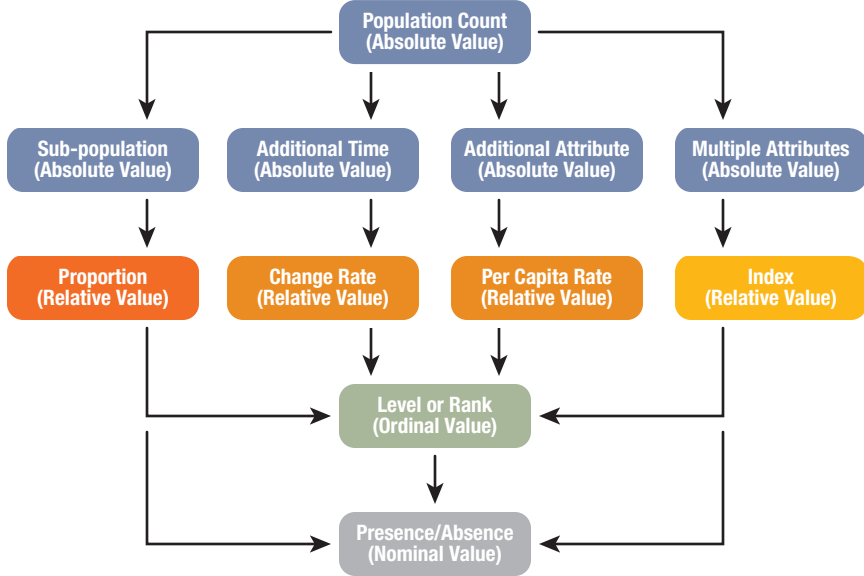 Population Count
(Absolute Value)
Sub-population
(Absolute Value)
Additional Time
(Absolute Value)
Additional Attribute
(Absolute Value)
Multiple Attributes
(Absolute Value)
Proportion
(Relative Value)
Change Rate
(Relative Value)
Per Capita Rate
(Relative Value)
Index
(Relative Value)
Level or Rank
(Ordinal Value)
Presence/Absence
(Nominal Value)